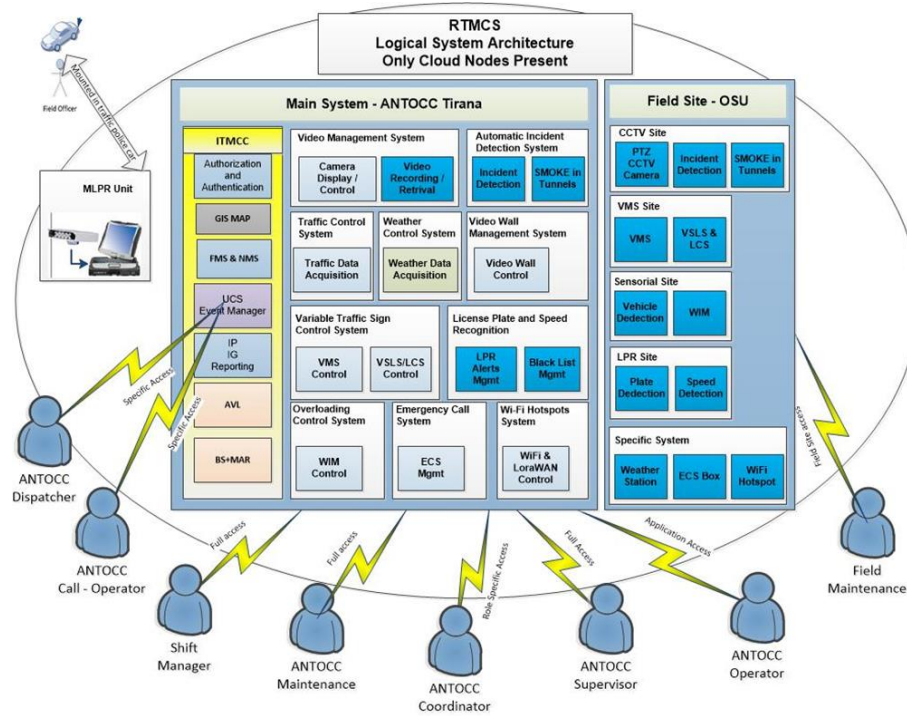 RTMCS
Logical System Architecture
Only Cloud Nodes Present
Field Officer
Mounted in traffic police car
MLPR Unit
Main System - ANTOCC Tirana
ITMCC
Authorization
and
Authentication
GIS MAP
FMS & NMS
UCS
Event Manager
IP
IG
Reporting
AVL
BS+MAR
Video Management System
Camera
Display /
Control
Video
Recording /
Retrival
Automatic Incident
Detection System
Incident
Detection
SMOKE in
Tunnels
Traffic Control
System
Traffic Data
Acquisition
Weather
Control System
Weather Data
Acquisition
Video Wall
Management System
Video Wall
Control
Variable Traffic Sign
Control System
VMS
Control
VSLS/LCS
Control
License Plate and Speed
Recognition
LPR
Alerts
Mgmt
Black List
Mgmt
Overloading
Control System
WIM
Control
Emergency Call
System
ECS
Mgmt
Wi-Fi Hotspots
System
WiFi &
LoraWAN
Control
Field Site - OSU
CCTV Site
PTZ
CCTV
Camera
Incident
Detection
SMOKE in
Tunnels
VMS Site
VMS
VSLS &
LCS
Sensorial Site
Vehicle
Dedection
WIM
LPR Site
Plate
Dedection
Speed
Detection
Specific System
Weather
Station
ECS Box
WiFi
Hotspot
Specific Access
Specific Access
Full access
Full access
Role Specific Access
Full Access
Application Access
Field Site access
ANTOCC
Dispatcher
ANTOCC
Call - Operator
Shift
Manager
ANTOCC
Maintenance
ANTOCC
Coordinator
ANTOCC
Supervisor
ANTOCC
Operator
Field
Maintenance